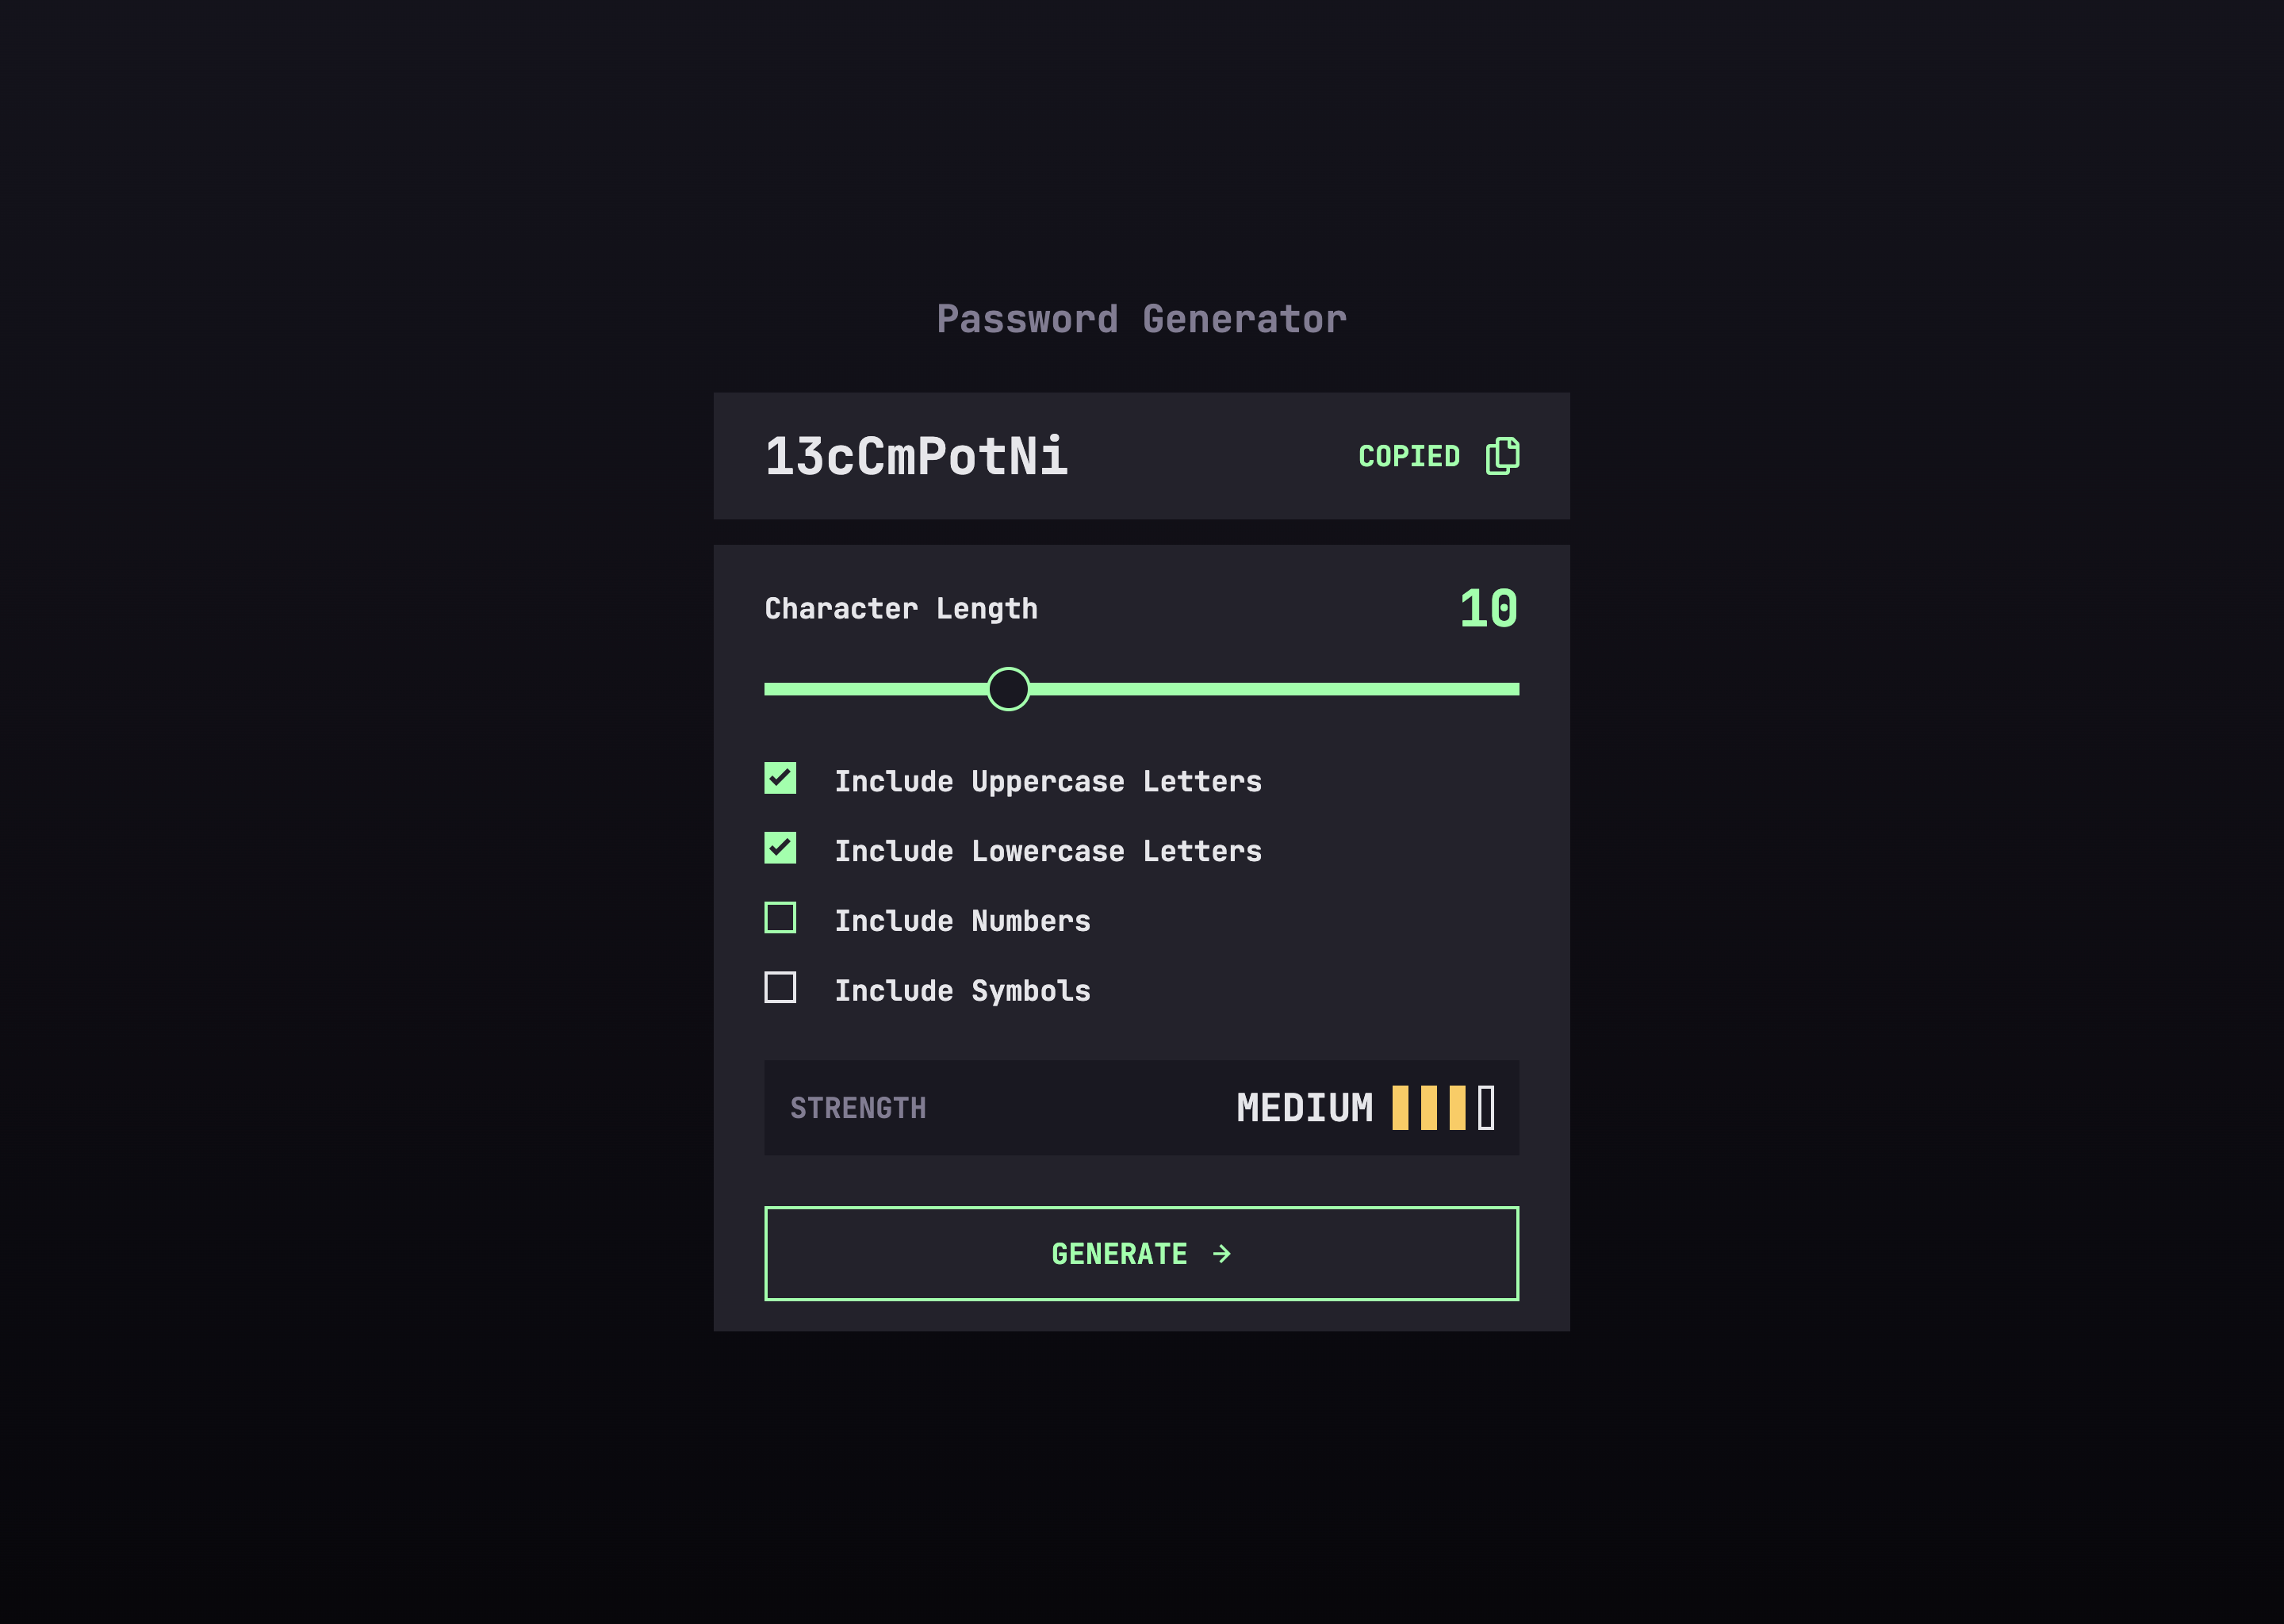 Password Generator
13cCmPotNi COPIED
Character Length 10
Include Uppercase Letters
Include Lowercase Letters
Include Numbers
Include Symbols
STRENGTH MEDIUM
GENERATE →